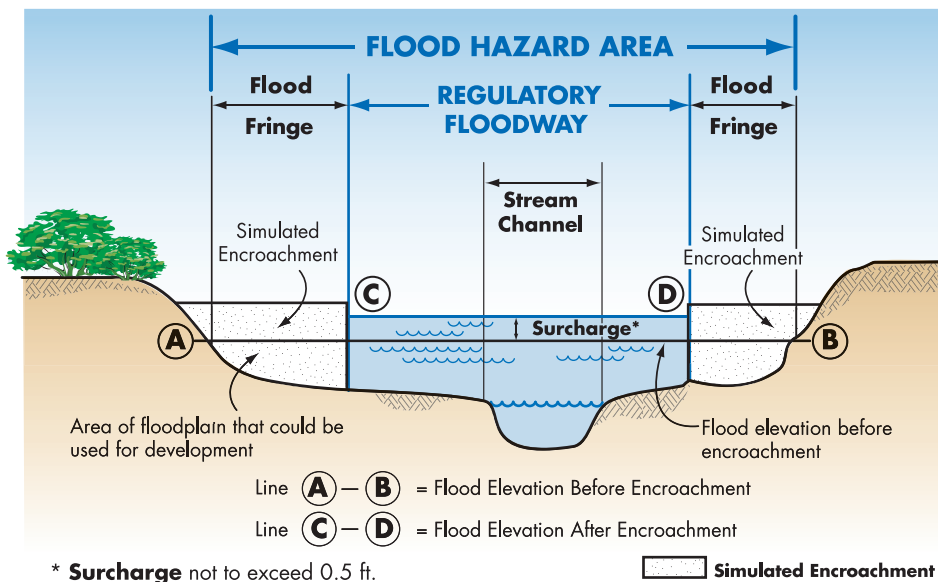 FLOOD HAZARD AREA
Flood
Fringe
REGULATORY
FLOODWAY
Flood
Fringe
Stream
Channel
Simulated
Encroachment
Simulated
Encroachment
C
D
Surcharge*
A
B
Area of floodplain that could be
used for development
Flood elevation before
encroachment
Line A — B = Flood Elevation Before Encroachment
Line C — D = Flood Elevation After Encroachment
* Surcharge not to exceed 0.5 ft.
Simulated Encroachment